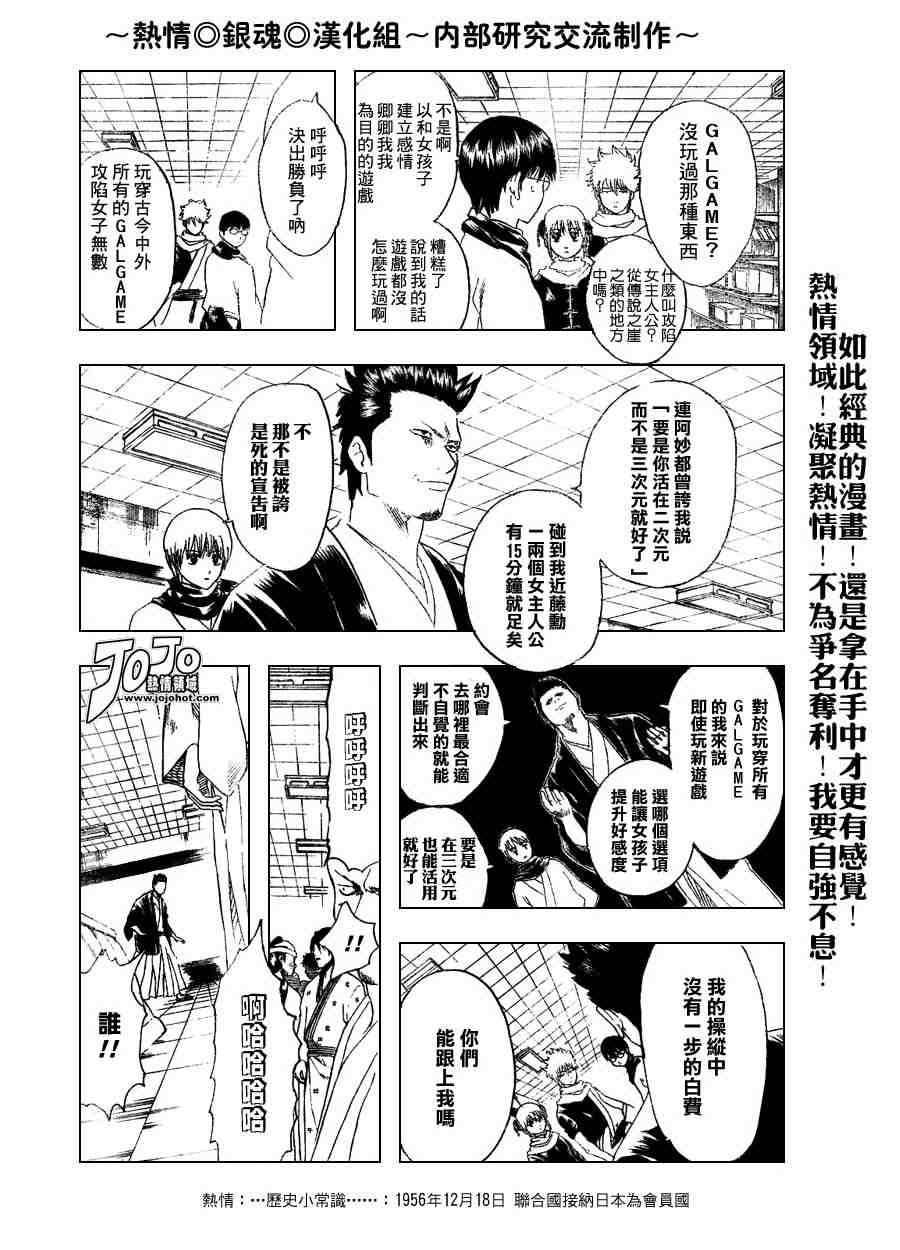 ～熱情◎銀魂◎漢化組～内部研究交流制作～
GALGAME？
沒玩過那種東西
什麼叫攻陷
女主人公？
從傳說之崖
之類的地方
中嗎？
不是啊
以和女孩子
建立感情
卿卿我我
為目的的遊戲
糟糕了
說到我的話
遊戲都沒
怎麼玩過啊
呼呼呼
決出勝負了吶
玩穿古今中外
所有的GALGAME
攻陷女子無數
連阿妙都曾誇我說
「要是你活在二次元
而不是三次元就好了」
碰到我近藤勳
一兩個女主人公
有15分鐘就足矣
不
那不是被誇
是死的宣告啊
對於玩穿所有
GALGAME
的我來說
即使玩新遊戲
選哪個選項
能讓女孩子
提升好感度
約會
去哪裡最合適
不自覺的就能
判斷出來
要是
在三次元
也能活用
就好了
我的操縱中
沒有一步的白費
你們
能跟上我嗎
呼呼呼呼
!!
啊哈哈哈哈
誰!!
JOJO
熱情領域
www.jojohot.com
如此經典的漫畫！還是拿在手中才更有感覺！
熱情領域！凝聚熱情！不為爭名奪利！我要自強不息！
熱情：…歷史小常識……：1956年12月18日 聯合國接納日本為會員國